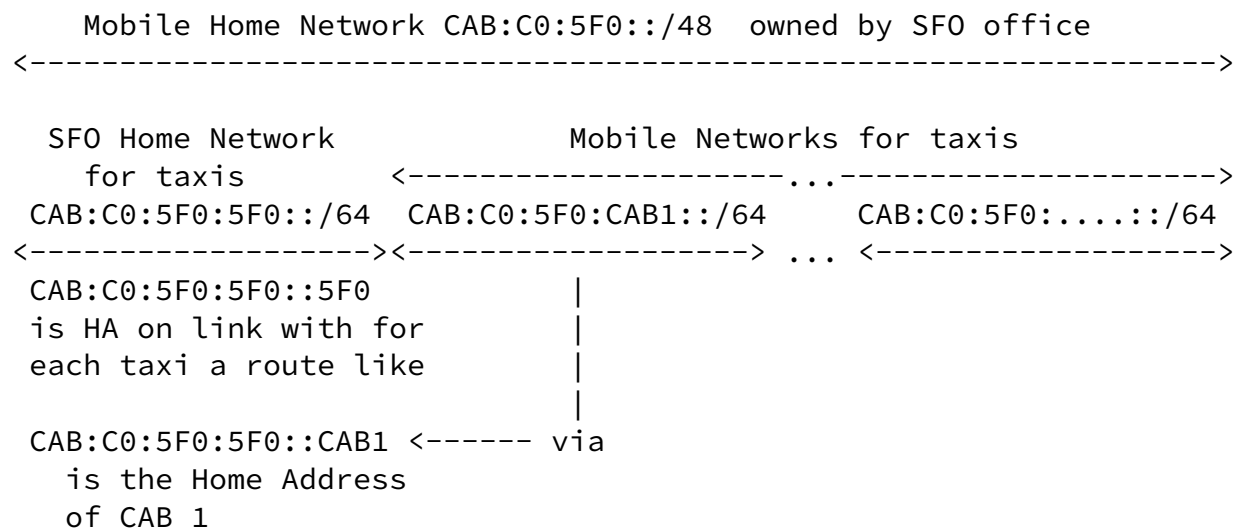 Mobile Home Network CAB:C0:5F0::/48  owned by SFO office
<------------------------------------------------------------------>
SFO Home Network             Mobile Networks for taxis
for taxis      <---------------------...--------------------->
CAB:C0:5F0:5F0::/64  CAB:C0:5F0:CAB1::/64     CAB:C0:5F0:....::/64
<-------------------><-------------------> ... <------------------->
CAB:C0:5F0:5F0::5F0            |
is HA on link with for         |
each taxi a route like         |
|
CAB:C0:5F0:5F0::CAB1 <------ via
is the Home Address
of CAB 1